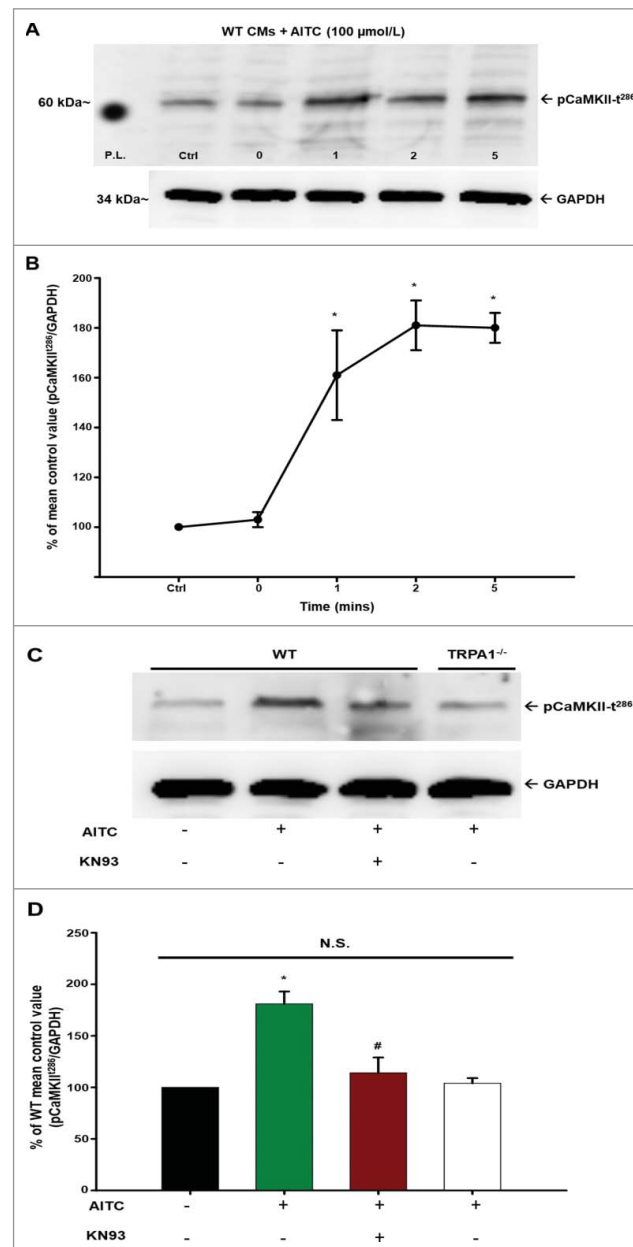 A
WT CMs + AITC (100 µmol/L)
60 kDa~
← pCaMKII-t²⁸⁶
P.L. Ctrl 0 1 2 5
34 kDa~
← GAPDH
B
% of mean control value (pCaMKIIᵗ²⁸⁶/GAPDH)
200
180
160
140
120
100
* * *
Ctrl 0 1 2 5
Time (mins)
C
WT TRPA1⁻/⁻
← pCaMKII-t²⁸⁶
← GAPDH
AITC - + + +
KN93 - - + -
D
% of WT mean control value
(pCaMKIIᵗ²⁸⁶/GAPDH)
250
200
150
100
50
0
N.S.
*
#
AITC - + + +
KN93 - - + -